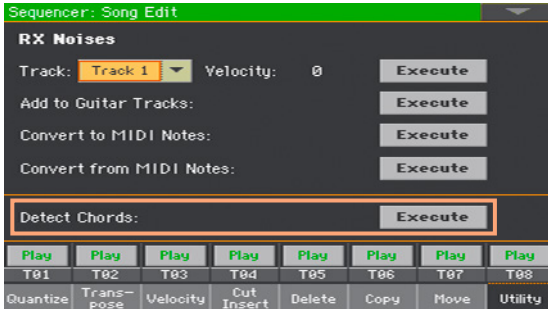 Sequencer: Song Edit
RX Noises
Track: Track 1 Velocity: 0 Execute
Add to Guitar Tracks: Execute
Convert to MIDI Notes: Execute
Convert from MIDI Notes: Execute
Detect Chords: Execute
Play Play Play Play Play Play Play Play
T01 T02 T03 T04 T05 T06 T07 T08
Quantize Trans- Velocity Cut Delete Copy Move Utility
pose Insert